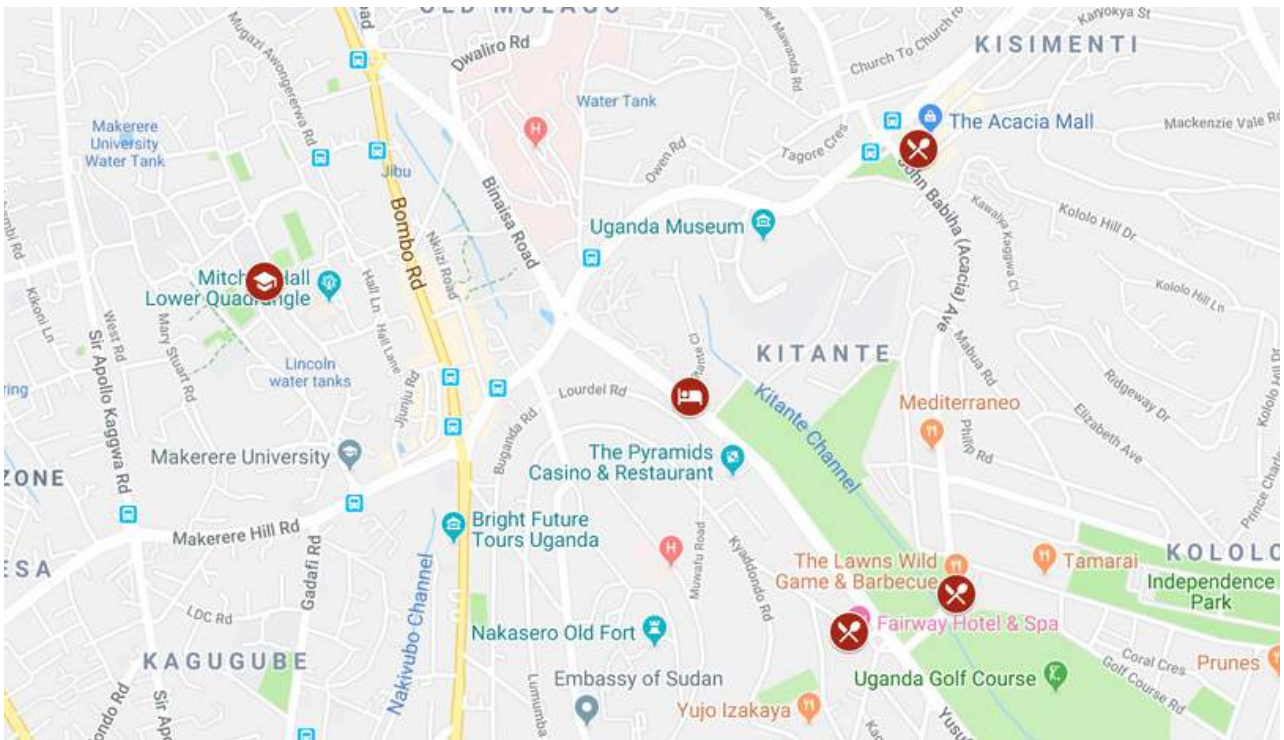 OLD MULAGO
Karyokya St
KISIMENTI
Mugazi Awongererwa Rd
Dwaliro Rd
Church To Church
Mawanda Rd
Water Tank
H
The Acacia Mall
Mackenzie Vale Rd
Makerere
University
Water Tank
Jibu
Owen Rd
Tagore Cres
Binaisa Road
John Babiha (Acacia) Ave
Kawalya Kaggwa Cl
Kololo Hill Dr
Bombo Rd
Uganda Museum
Nkiizi Road
Hall
Lower Quadrangle
Hall Ln
Hall Lane
Kikoni Ln
West Rd
Mary Stuart Rd
Sir Apollo Kaggwa Rd
Kololo Hill Ln
Kololo Hill Dr
KITANTE
Mabua Rd
Lincoln
water tanks
Jjunju Rd
Lourdel Rd
Kitante Channel
Ridgeway Dr
Elizabeth Ave
Mediterraneo
Philip Rd
Buganda Rd
Makerere University
The Pyramids
Casino & Restaurant
ZONE
Makerere Hill Rd
Bright Future
Tours Uganda
Gadafi Rd
Nakivubo Channel
H
Muwafu Road
Kyaddondo Rd
The Lawns Wild
Game & Barbecue
Tamarai
KOLOLO
Independence
Park
LDC Rd
Nakasero Old Fort
Fairway Hotel & Spa
KAGUGUBE
Embassy of Sudan
Lumumba
Uganda Golf Course
Coral Cres
Golf Course Rd
Prunes
Yujo Izakaya